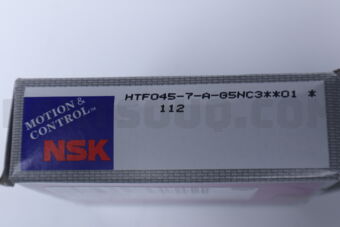 MOTION &
CONTROL™
NSK
HTF045-7-A-G5NC3**01 *
112